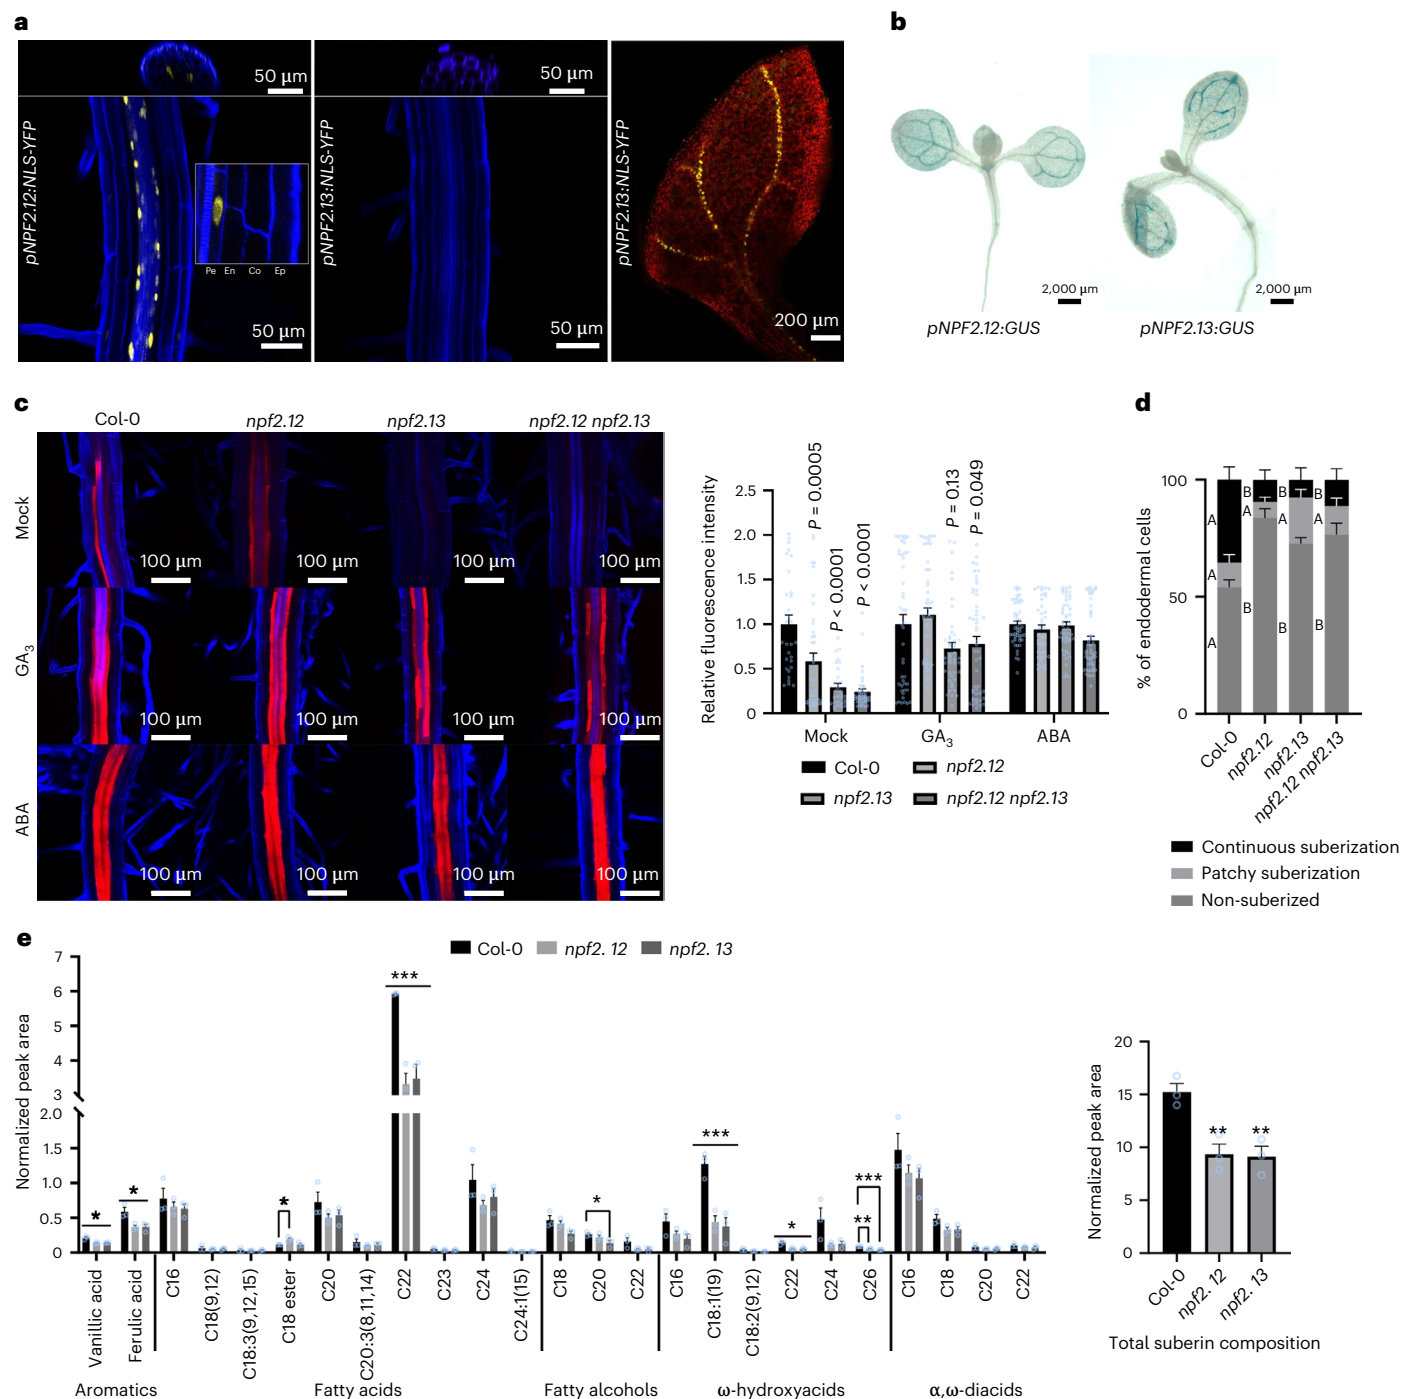 a
50 μm
50 μm
pNPF2.12:NLS-YFP
pNPF2.13:NLS-YFP
pNPF2.13:NLS-YFP
Pe En Co Ep
50 μm
50 μm
200 μm
b
2,000 μm
2,000 μm
pNPF2.12:GUS
pNPF2.13:GUS
c
Col-0
npf2.12
npf2.13
npf2.12 npf2.13
Mock
100 μm
100 μm
100 μm
100 μm
GA3
100 μm
100 μm
100 μm
100 μm
ABA
100 μm
100 μm
100 μm
100 μm
Relative fluorescence intensity
2.5
2.0
1.5
1.0
0.5
0
P = 0.0005
P < 0.0001
P < 0.0001
P = 0.13
P = 0.049
Mock
GA3
ABA
Col-0
npf2.12
npf2.13
npf2.12 npf2.13
d
% of endodermal cells
100
50
0
A
A
A
B
A
B
B
A
B
B
A
B
Col-0
npf2.12
npf2.13
npf2.12 npf2.13
Continuous suberization
Patchy suberization
Non-suberized
e
Col-0
npf2. 12
npf2. 13
Normalized peak area
7
6
5
4
3
2.0
1.5
1.0
0.5
0
*
*
*
***
*
***
*
**
***
Vanillic acid
Ferulic acid
C16
C18(9,12)
C18:3(9,12,15)
C18 ester
C20
C20:3(8,11,14)
C22
C23
C24
C24:1(15)
C18
C20
C22
C16
C18:1(19)
C18:2(9,12)
C22
C24
C26
C16
C18
C20
C22
Aromatics
Fatty acids
Fatty alcohols
ω-hydroxyacids
α,ω-diacids
Normalized peak area
20
15
10
5
0
**
**
Col-0
npf2. 12
npf2. 13
Total suberin composition